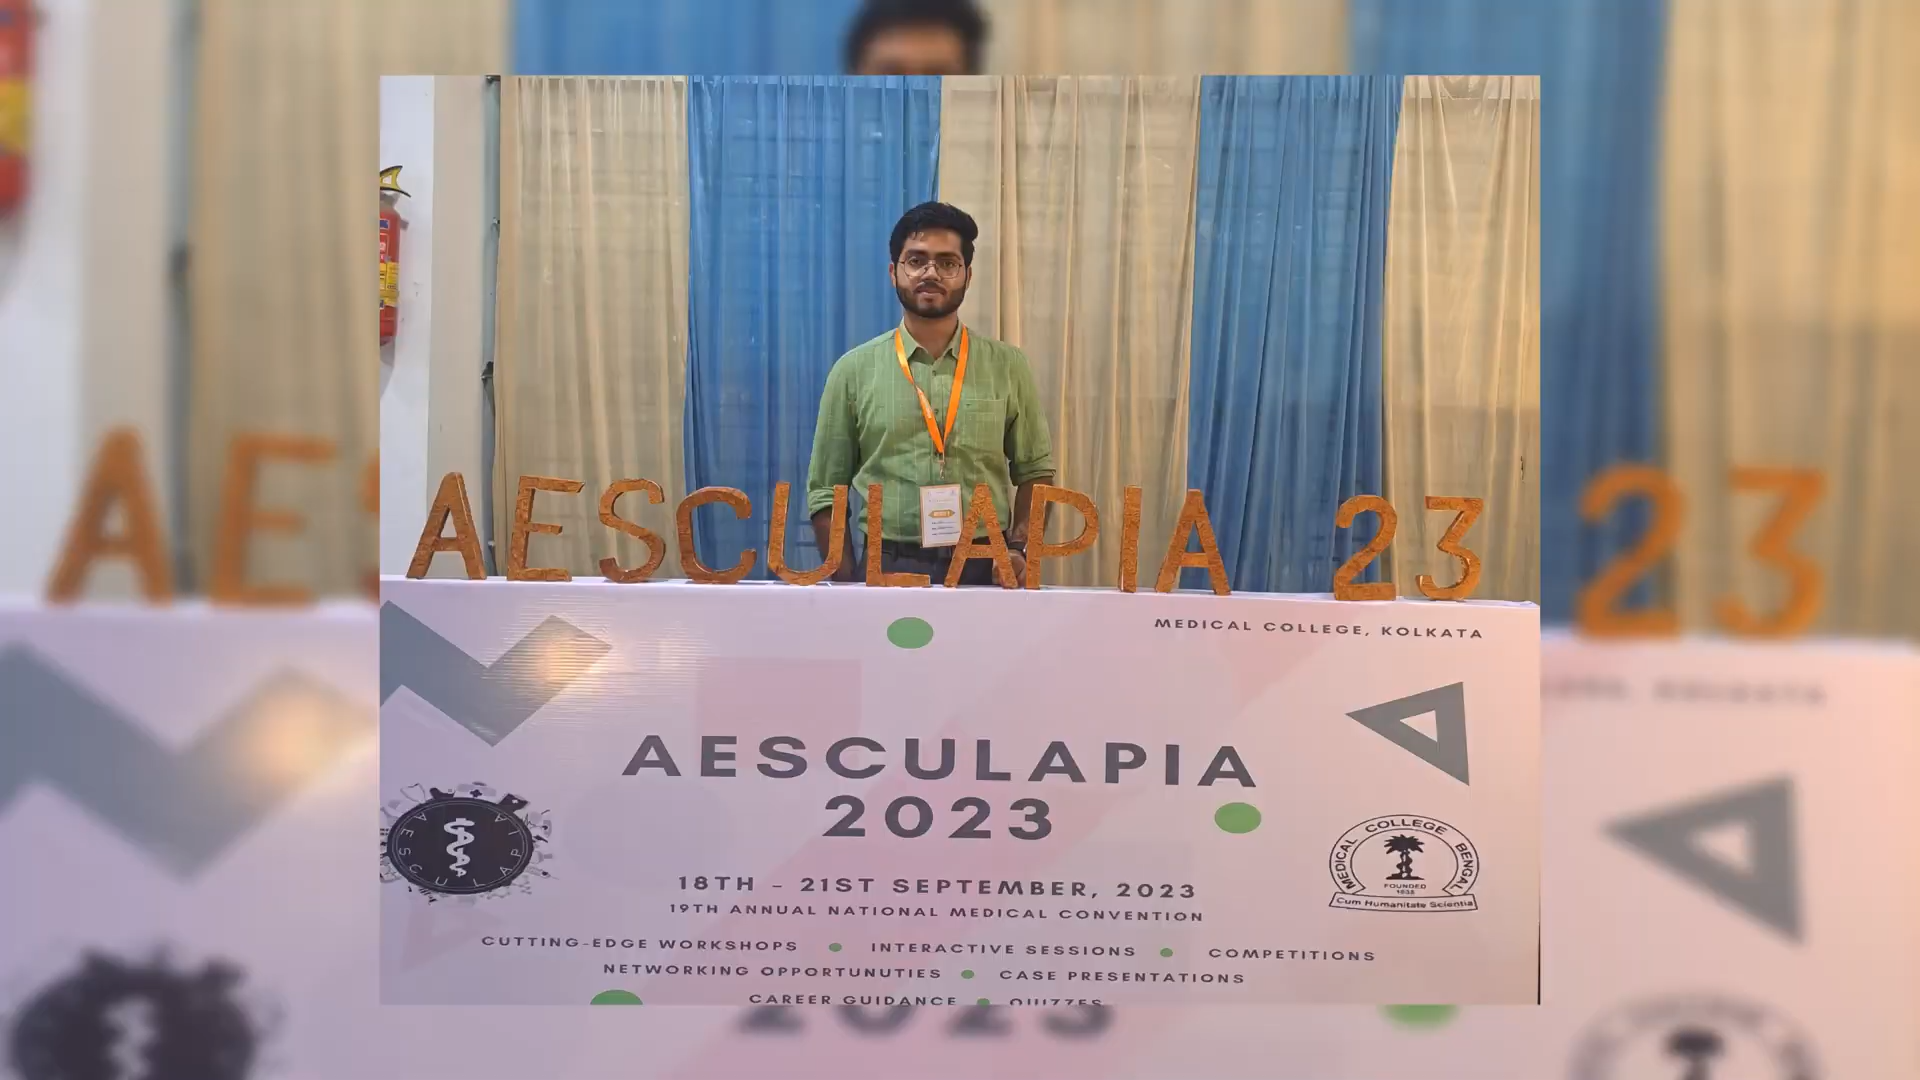 AESCULAPIA 23
MEDICAL COLLEGE, KOLKATA
AESCULAPIA
2023
AESCULAPIA
MEDICAL COLLEGE BENGAL
FOUNDED
1835
Cum Humanitate Scientia
18TH - 21ST SEPTEMBER, 2023
19TH ANNUAL NATIONAL MEDICAL CONVENTION
CUTTING-EDGE WORKSHOPS ● INTERACTIVE SESSIONS ● COMPETITIONS
NETWORKING OPPORTUNUTIES ● CASE PRESENTATIONS
CAREER GUIDANCE ● QUIZZES